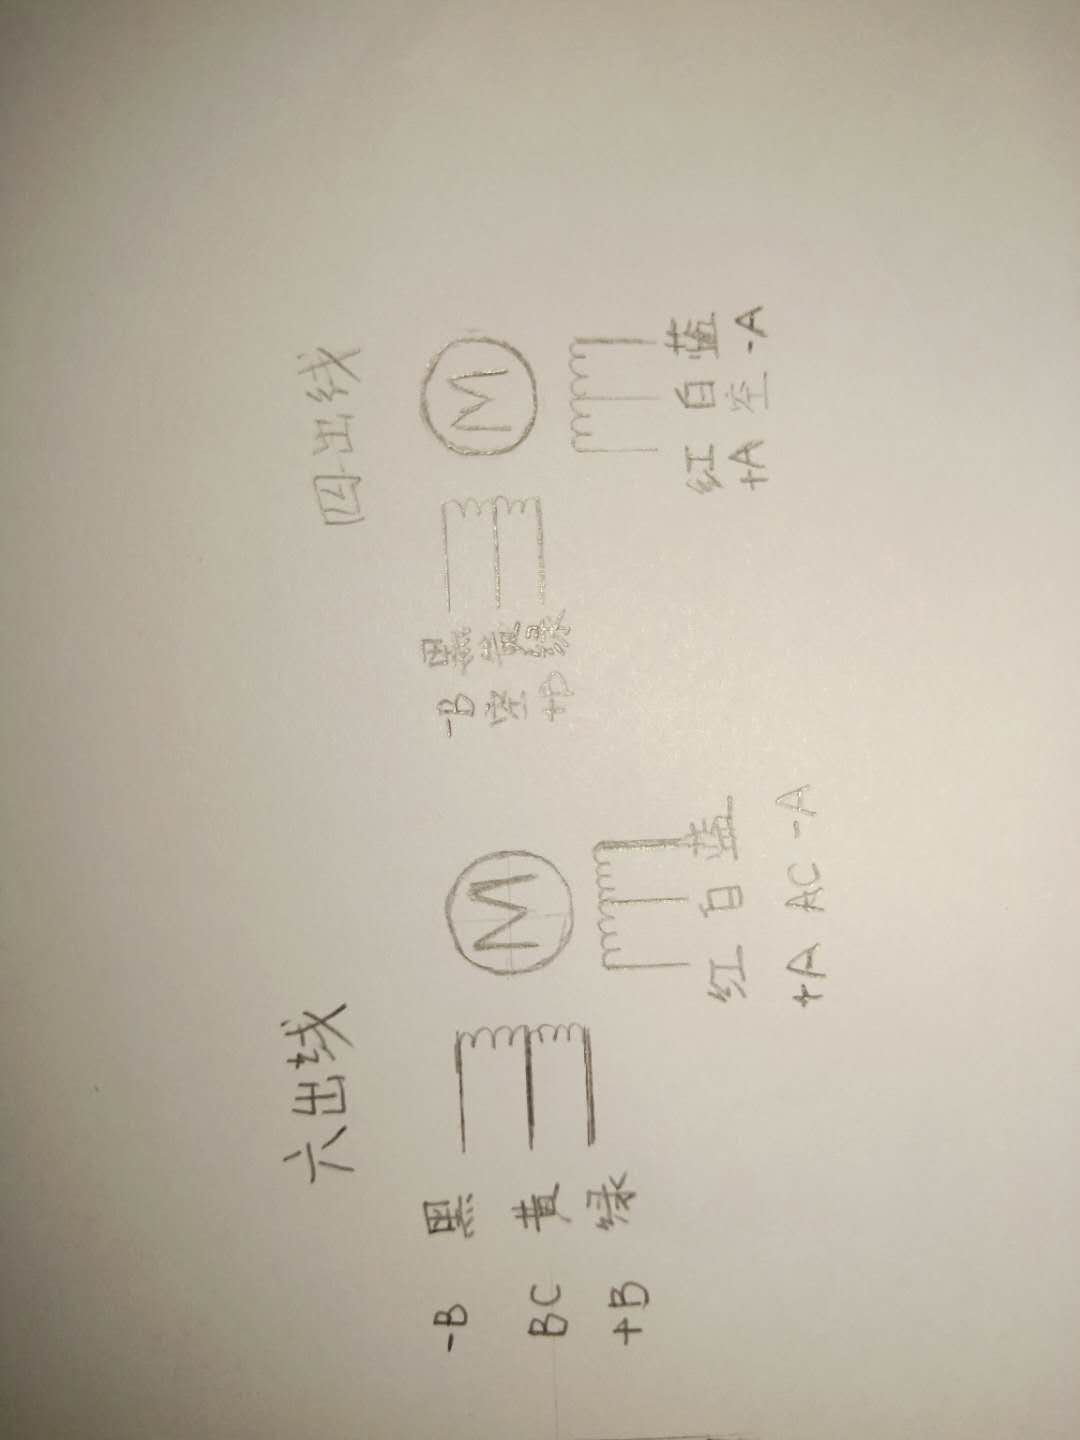 六出线
-B 黑
M
BC 黄
+B 绿
红 白 蓝
+A AC -A
四出线
-B 黑
M
空 黄
+B 绿
红 白 蓝
+A 空 -A